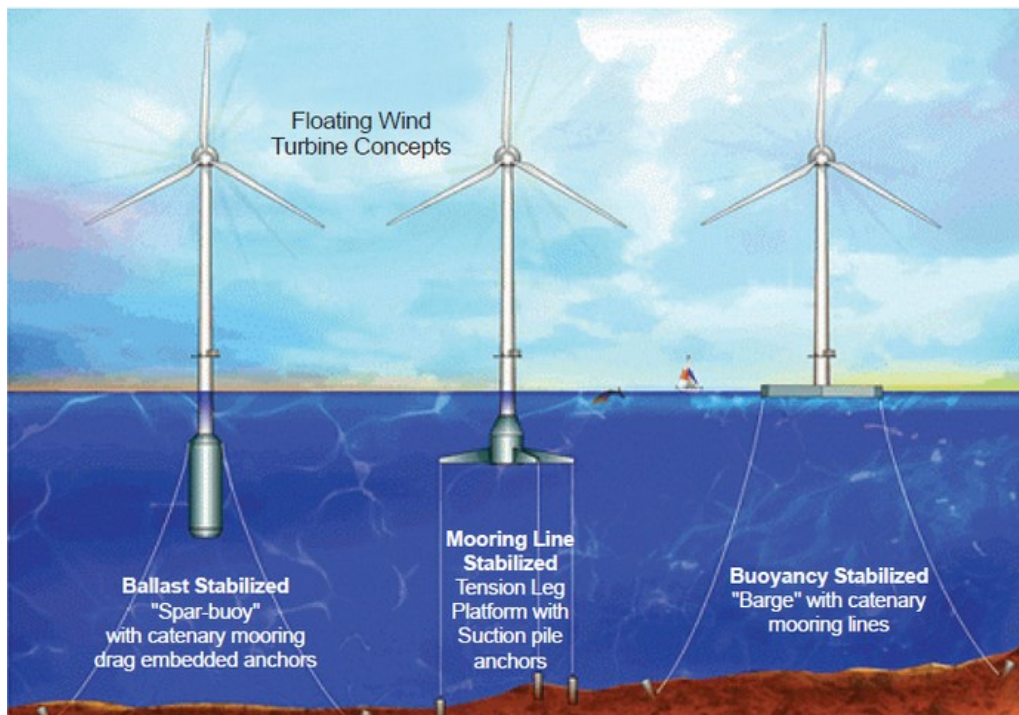 Floating Wind
Turbine Concepts
Ballast Stabilized
"Spar-buoy"
with catenary mooring
drag embedded anchors
Mooring Line
Stabilized
Tension Leg
Platform with
Suction pile
anchors
Buoyancy Stabilized
"Barge" with catenary
mooring lines